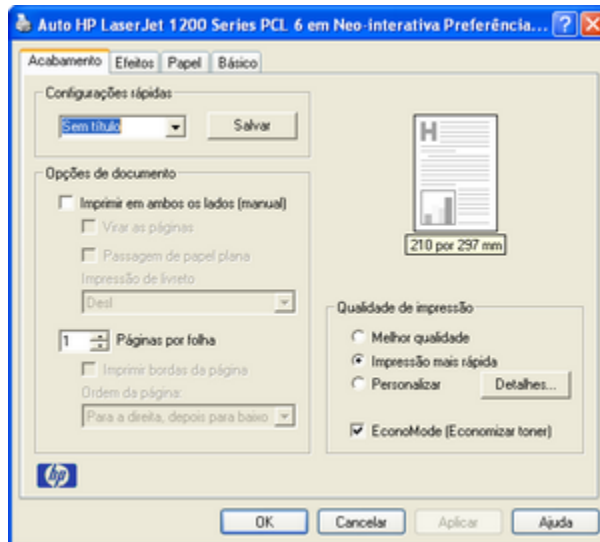 Auto HP LaserJet 1200 Series PCL 6 em Neo-interativa Preferência...
Acabamento Efeitos Papel Básico
Configurações rápidas
Sem título Salvar
H
210 por 297 mm
Opções de documento
Imprimir em ambos os lados (manual)
Virar as páginas
Passagem de papel plana
Impressão de livreto
Desl
1 Páginas por folha
Imprimir bordas da página
Ordem da página:
Para a direita, depois para baixo
Qualidade de impressão
Melhor qualidade
Impressão mais rápida
Personalizar Detalhes...
EconoMode (Economizar toner)
hp
OK Cancelar Aplicar Ajuda